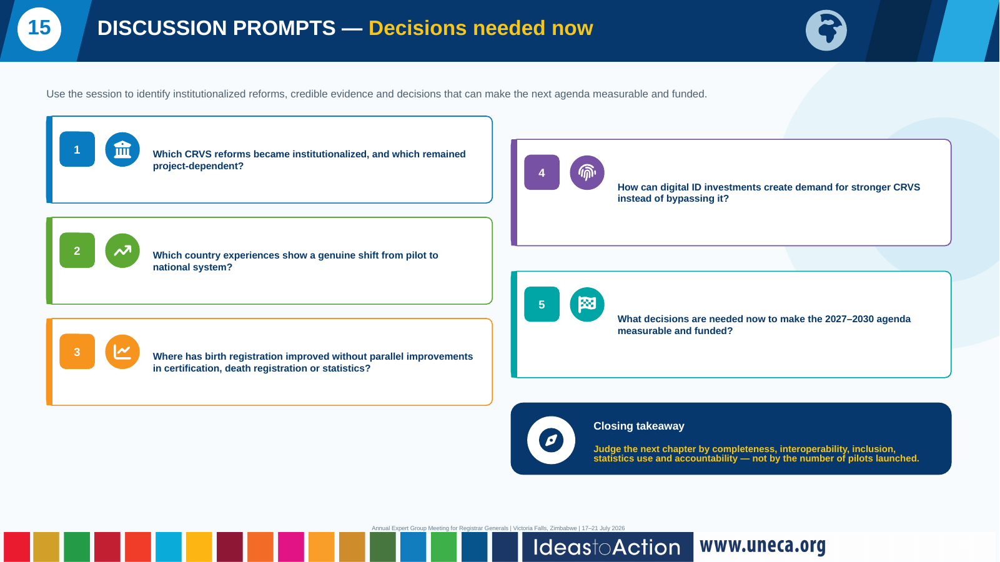 15
DISCUSSION PROMPTS — Decisions needed now
Use the session to identify institutionalized reforms, credible evidence and decisions that can make the next agenda measurable and funded.
1
Which CRVS reforms became institutionalized, and which remained
project-dependent?
2
Which country experiences show a genuine shift from pilot to
national system?
3
Where has birth registration improved without parallel improvements
in certification, death registration or statistics?
4
How can digital ID investments create demand for stronger CRVS
instead of bypassing it?
5
What decisions are needed now to make the 2027–2030 agenda
measurable and funded?
Closing takeaway
Judge the next chapter by completeness, interoperability, inclusion,
statistics use and accountability — not by the number of pilots launched.
Annual Expert Group Meeting for Registrar Generals | Victoria Falls, Zimbabwe | 17–21 July 2026
IdeastoAction
www.uneca.org